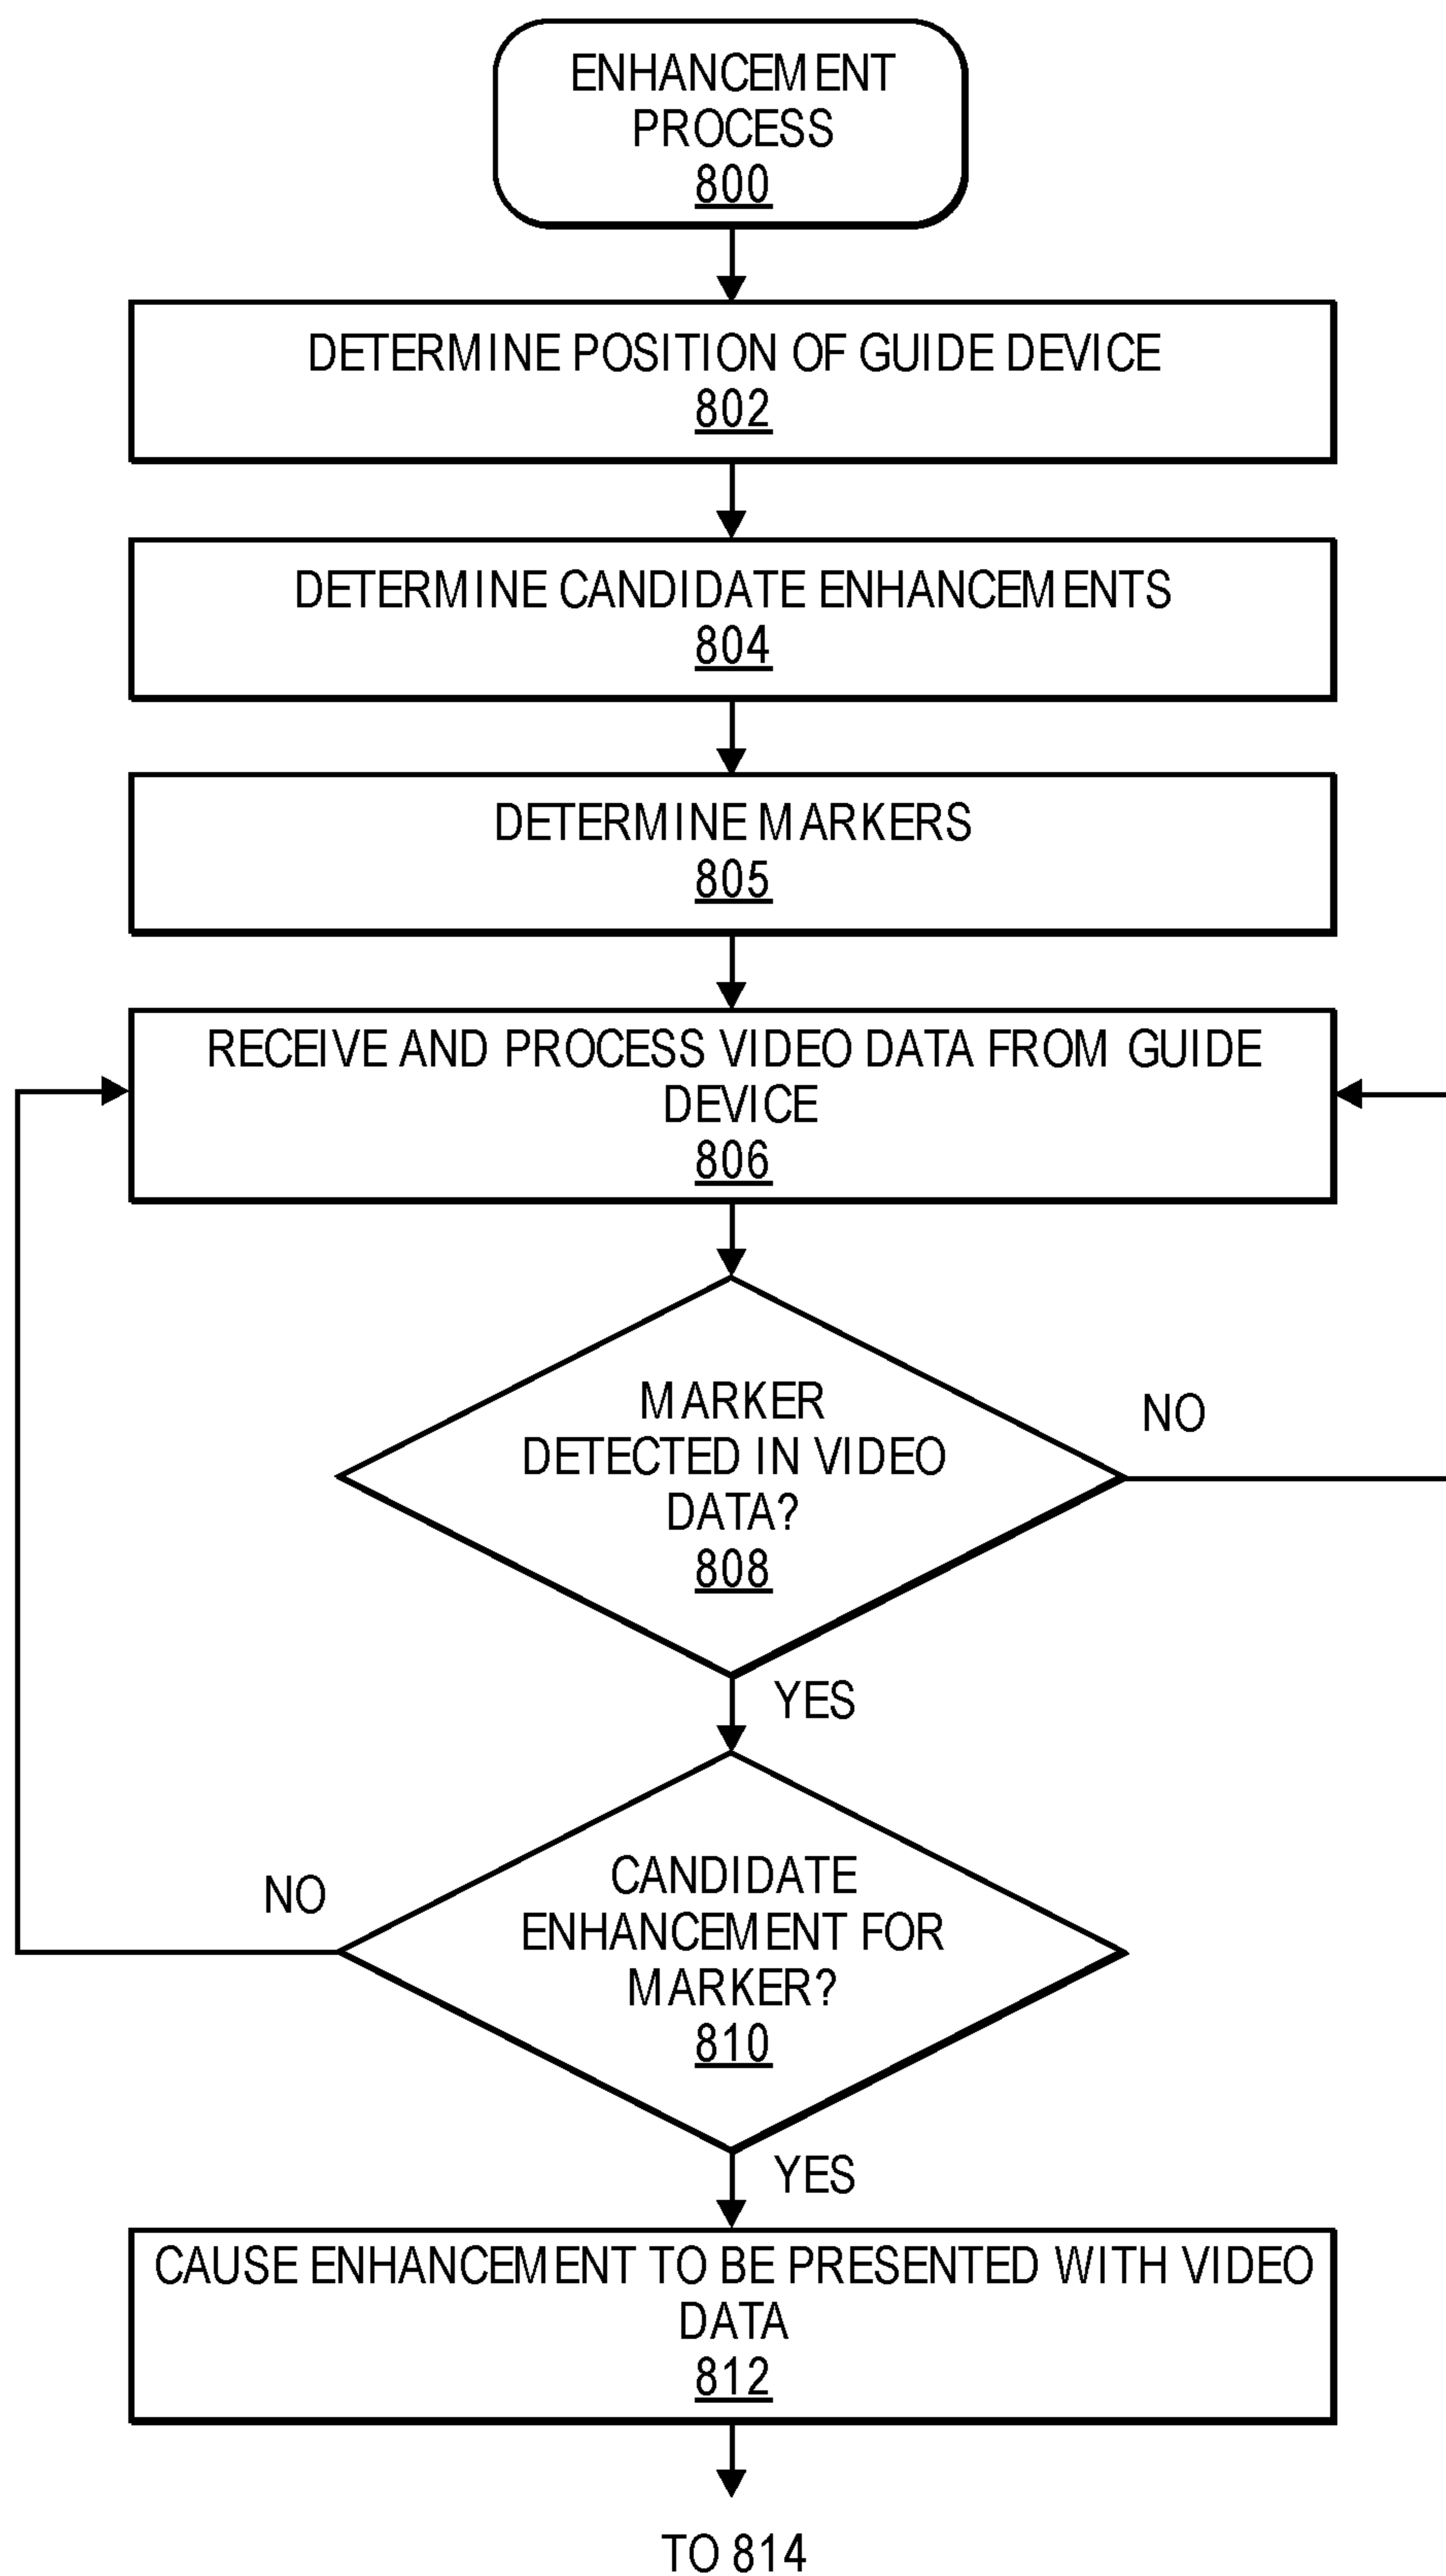 ENHANCEMENT
PROCESS
800
DETERMINE POSITION OF GUIDE DEVICE
802
DETERMINE CANDIDATE ENHANCEMENTS
804
DETERMINE MARKERS
805
RECEIVE AND PROCESS VIDEO DATA FROM GUIDE
DEVICE
806
MARKER
DETECTED IN VIDEO
DATA?
808
NO
YES
CANDIDATE
ENHANCEMENT FOR
MARKER?
810
NO
YES
CAUSE ENHANCEMENT TO BE PRESENTED WITH VIDEO
DATA
812
TO 814